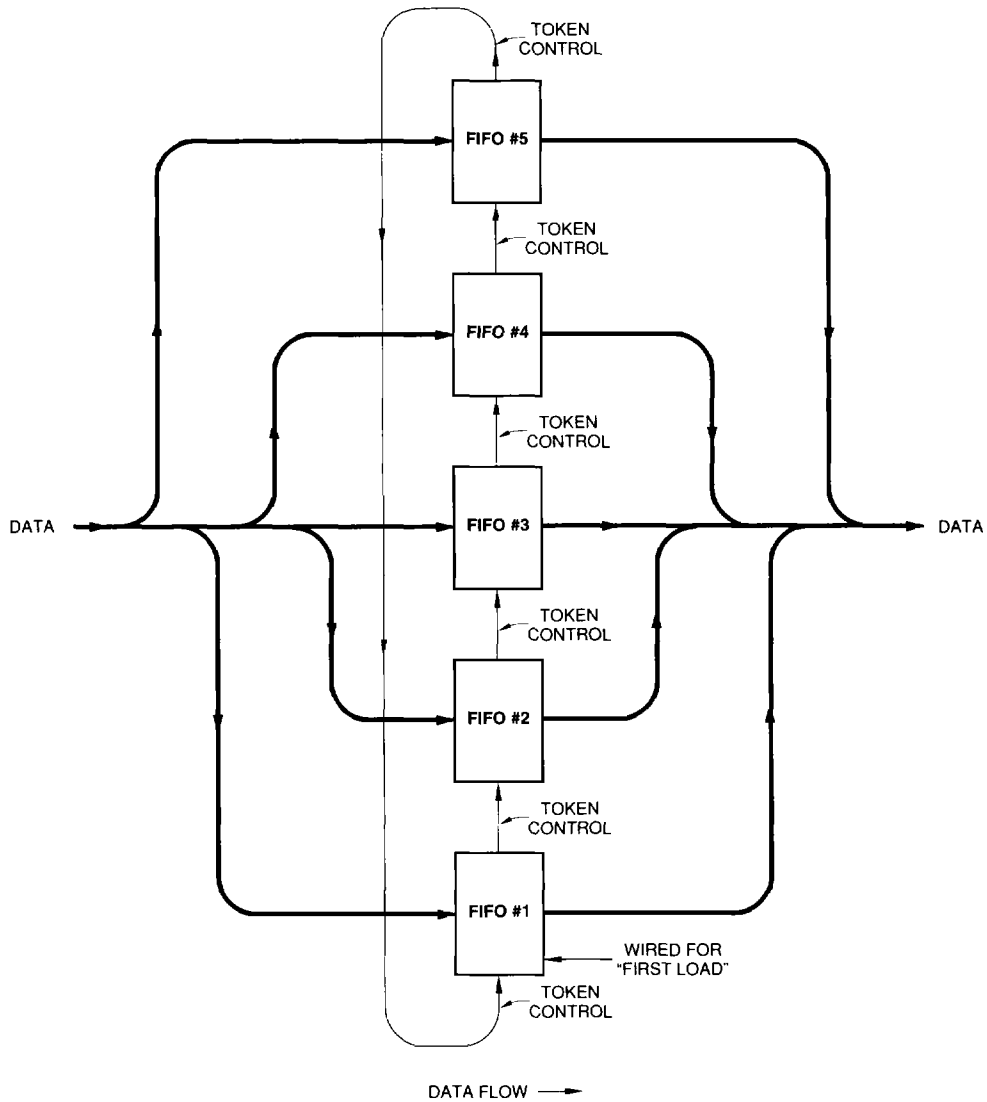 TOKEN
CONTROL
FIFO #5
TOKEN
CONTROL
FIFO #4
TOKEN
CONTROL
DATA
FIFO #3
DATA
TOKEN
CONTROL
FIFO #2
TOKEN
CONTROL
FIFO #1
WIRED FOR
"FIRST LOAD"
TOKEN
CONTROL
DATA FLOW